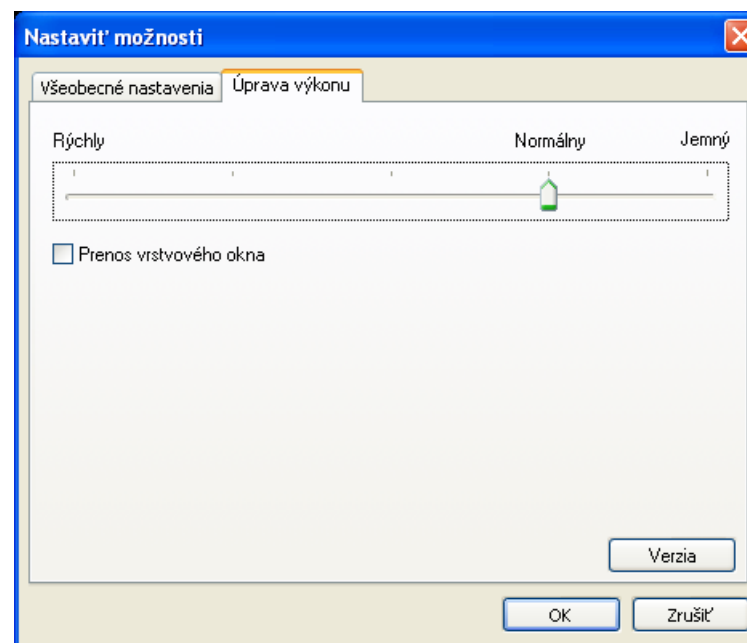 Nastaviť možnosti
Všeobecné nastavenia
Úprava výkonu
Rýchly Normálny Jemný
Prenos vrstvového okna
Verzia
OK Zrušiť